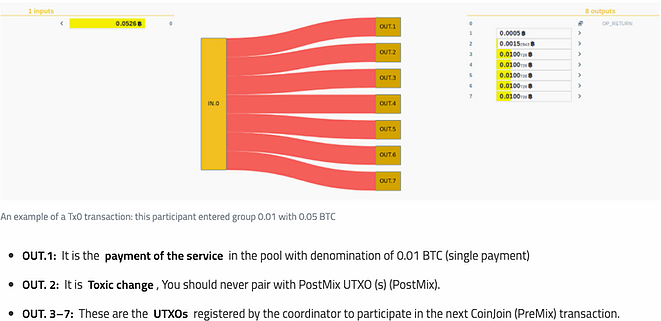 1 inputs
8 outputs
< 0.0526 ₿ 0
OUT.1
OUT.2
OUT.3
IN.0
OUT.4
OUT.5
OUT.6
OUT.7
0 OP_RETURN
1 0.0005 ₿ >
2 0.0015 ₿ >
3 0.0100 ₿ >
4 0.0100 ₿ >
5 0.0100 ₿ >
6 0.0100 ₿ >
7 0.0100 ₿ >
An example of a Tx0 transaction: this participant entered group 0.01 with 0.05 BTC
• OUT.1: It is the payment of the service in the pool with denomination of 0.01 BTC (single payment)
• OUT. 2: It is Toxic change , You should never pair with PostMix UTXO (s) (PostMix).
• OUT. 3–7: These are the UTXOs registered by the coordinator to participate in the next CoinJoin (PreMix) transaction.